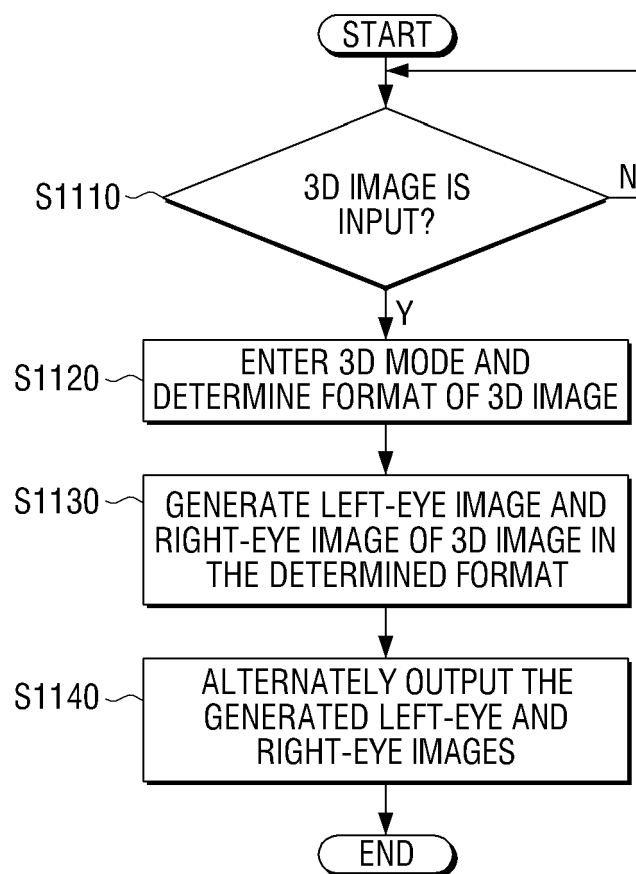 START
S1110
3D IMAGE IS
INPUT?
N
Y
S1120
ENTER 3D MODE AND
DETERMINE FORMAT OF 3D IMAGE
S1130
GENERATE LEFT-EYE IMAGE AND
RIGHT-EYE IMAGE OF 3D IMAGE IN
THE DETERMINED FORMAT
S1140
ALTERNATELY OUTPUT THE
GENERATED LEFT-EYE AND
RIGHT-EYE IMAGES
END